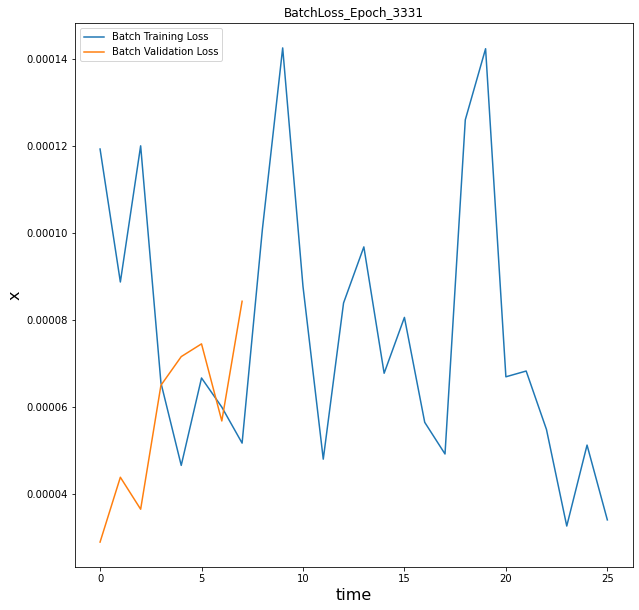 BatchLoss_Epoch_3331
Batch Training Loss
Batch Validation Loss
0.00014
0.00012
0.00010
0.00008
0.00006
0.00004
x
0 5 10 15 20 25
time